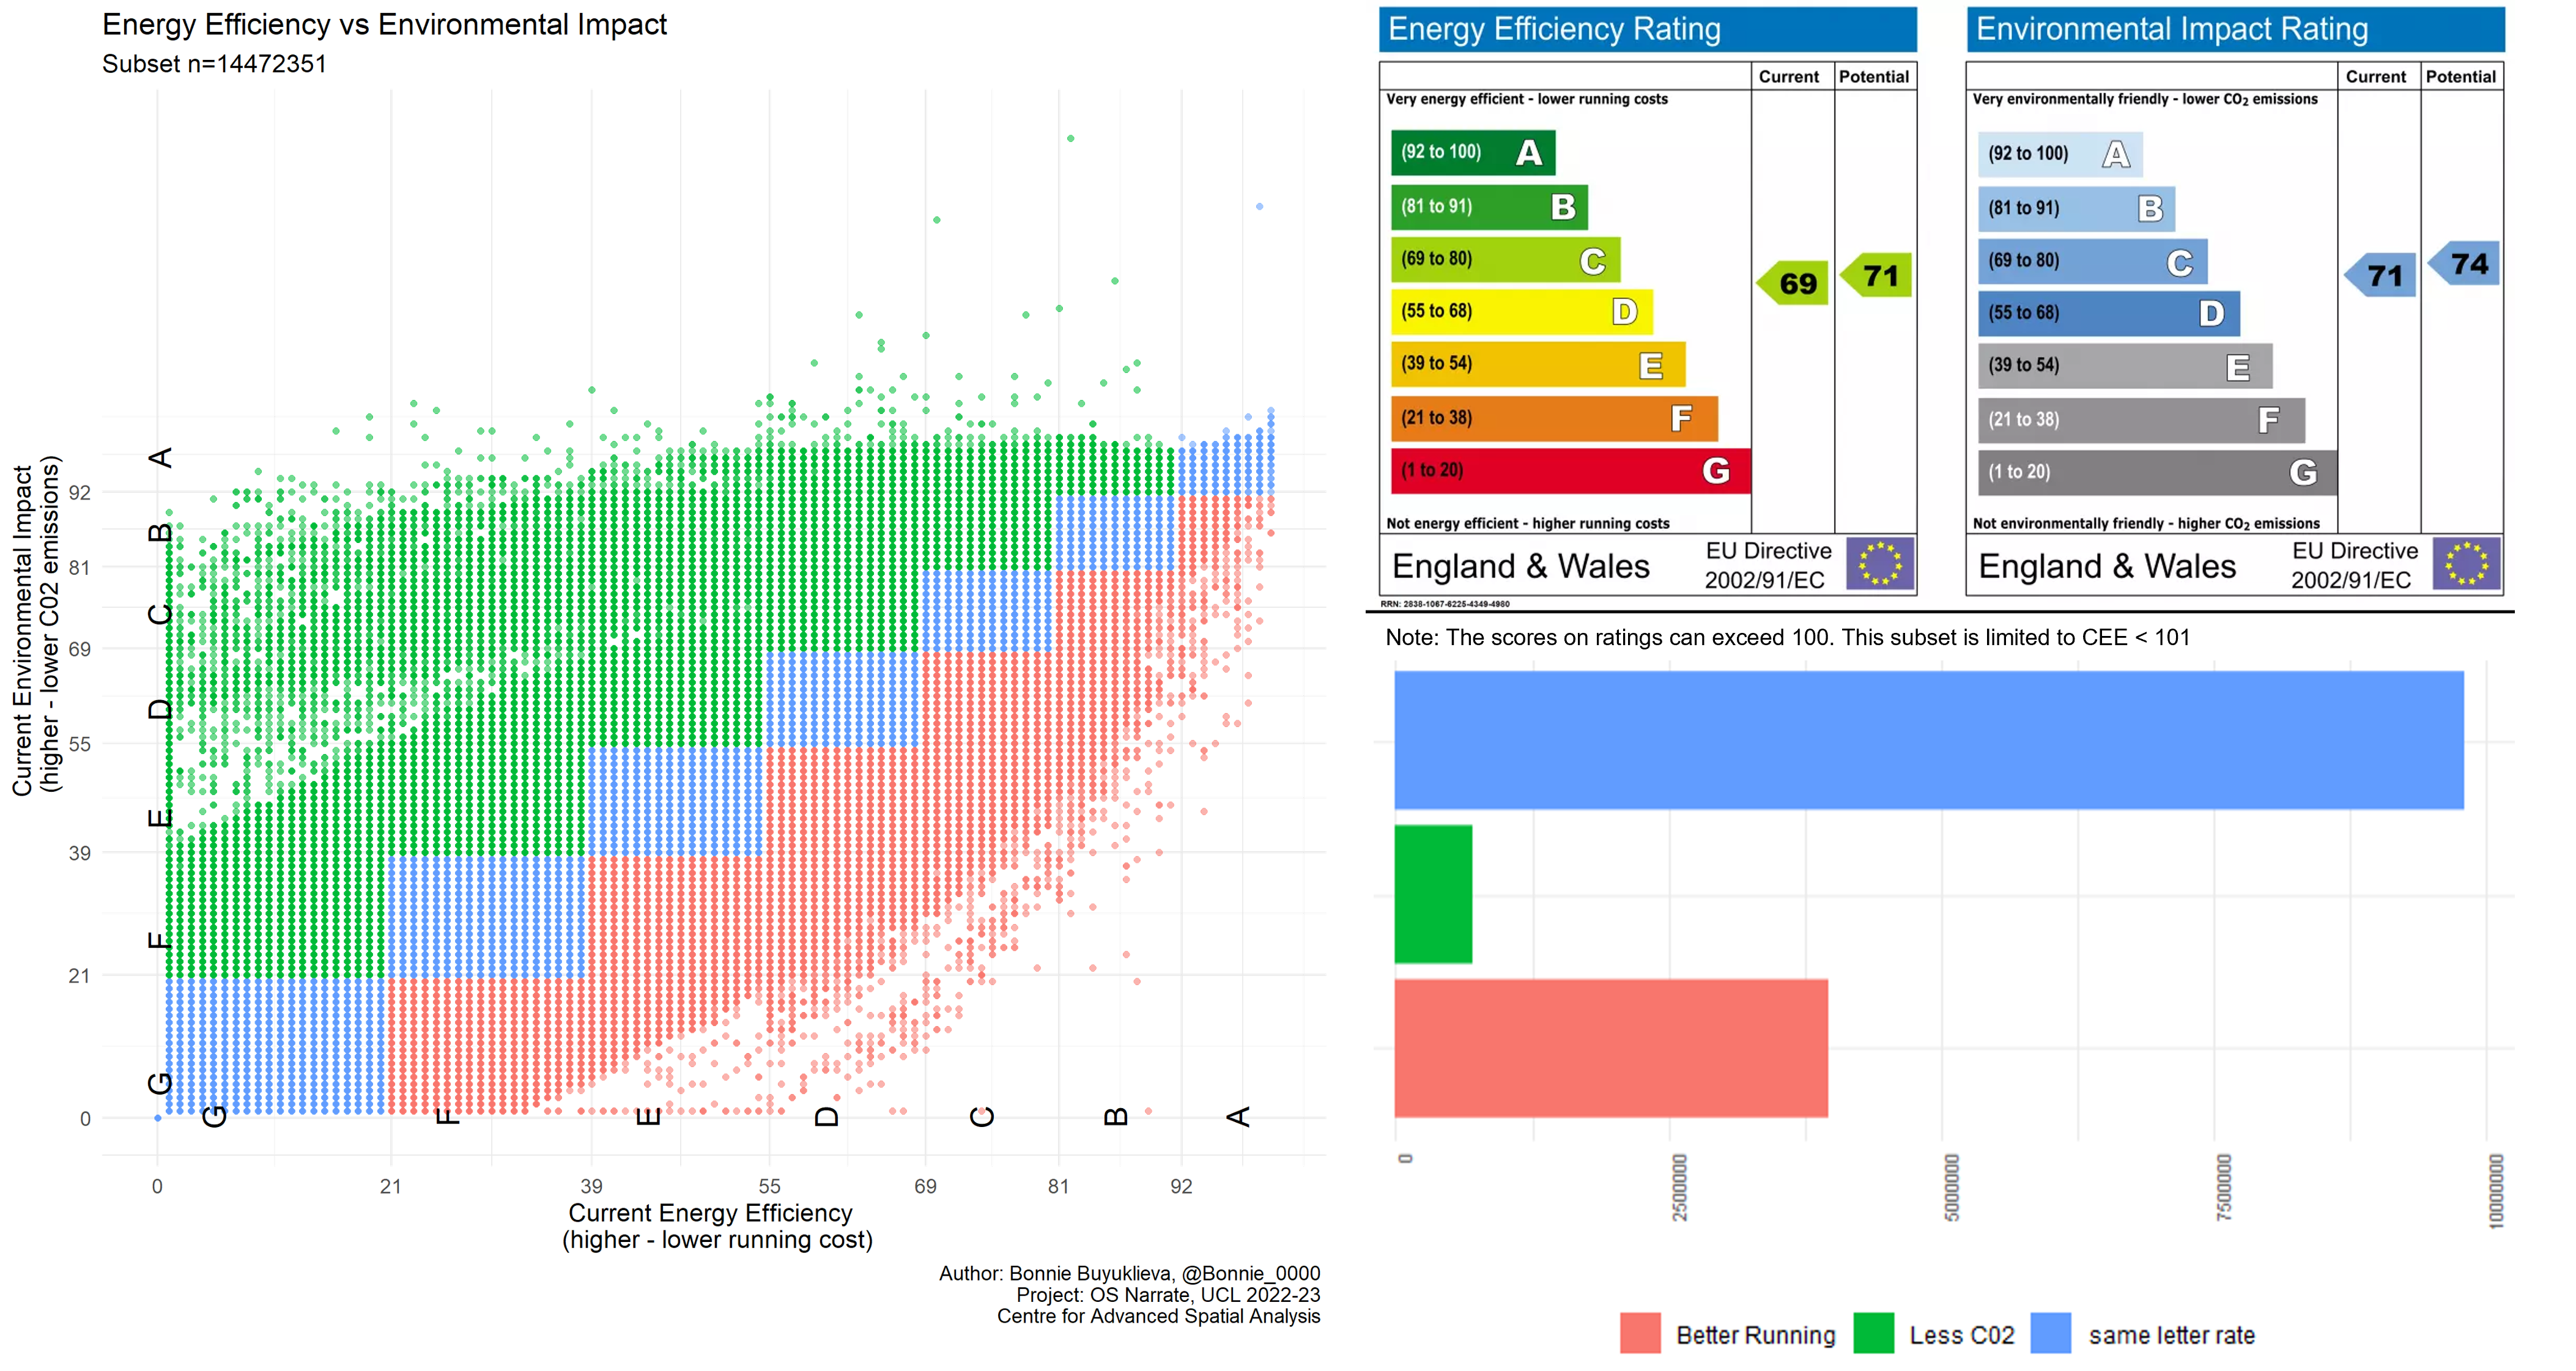 Energy Efficiency vs Environmental Impact
Subset n=14472351
Current Environmental Impact
(higher - lower C02 emissions)
A
B
C
D
E
F
G
92
81
69
55
39
21
0
G
F
E
D
C
B
A
0
21
39
55
69
81
92
Current Energy Efficiency
(higher - lower running cost)
Author: Bonnie Buyuklieva, @Bonnie_0000
Project: OS Narrate, UCL 2022-23
Centre for Advanced Spatial Analysis
Energy Efficiency Rating
Current Potential
Very energy efficient - lower running costs
(92 to 100) A
(81 to 91) B
(69 to 80) C
(55 to 68) D
(39 to 54) E
(21 to 38) F
(1 to 20) G
69
71
Not energy efficient - higher running costs
England & Wales
EU Directive
2002/91/EC
RRN: 2838-1067-6225-4349-4980
Environmental Impact Rating
Current Potential
Very environmentally friendly - lower CO₂ emissions
(92 to 100) A
(81 to 91) B
(69 to 80) C
(55 to 68) D
(39 to 54) E
(21 to 38) F
(1 to 20) G
71
74
Not environmentally friendly - higher CO₂ emissions
England & Wales
EU Directive
2002/91/EC
Note: The scores on ratings can exceed 100. This subset is limited to CEE < 101
0
2500000
5000000
7500000
10000000
Better Running
Less C02
same letter rate